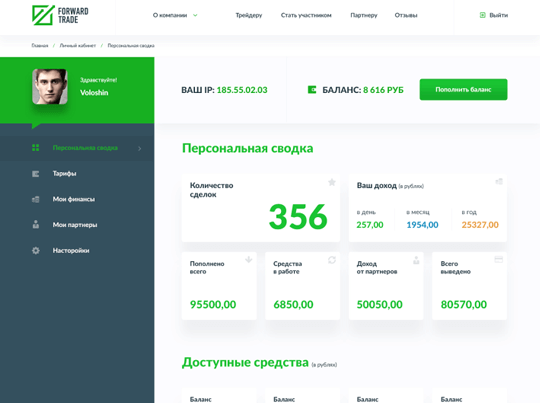 FORWARD
TRADE
О компании
Трейдеру
Стать участником
Партнеру
Отзывы
Выйти
Главная / Личный кабинет / Персональная сводка
Здравствуйте!
Voloshin
ВАШ IP: 185.55.02.03
БАЛАНС: 8 616 РУБ
Пополнить баланс
Персональная сводка
Тарифы
Мои финансы
Мои партнеры
Насторойки
Персональная сводка
Количество
сделок
356
Ваш доход (в рублях)
в день
в месяц
в год
257,00
1954,00
25327,00
Пополнено
всего
95500,00
Средства
в работе
6850,00
Доход
от партнеров
50050,00
Всего
выведено
80570,00
Доступные средства (в рублях)
Баланс
Баланс
Баланс
Баланс